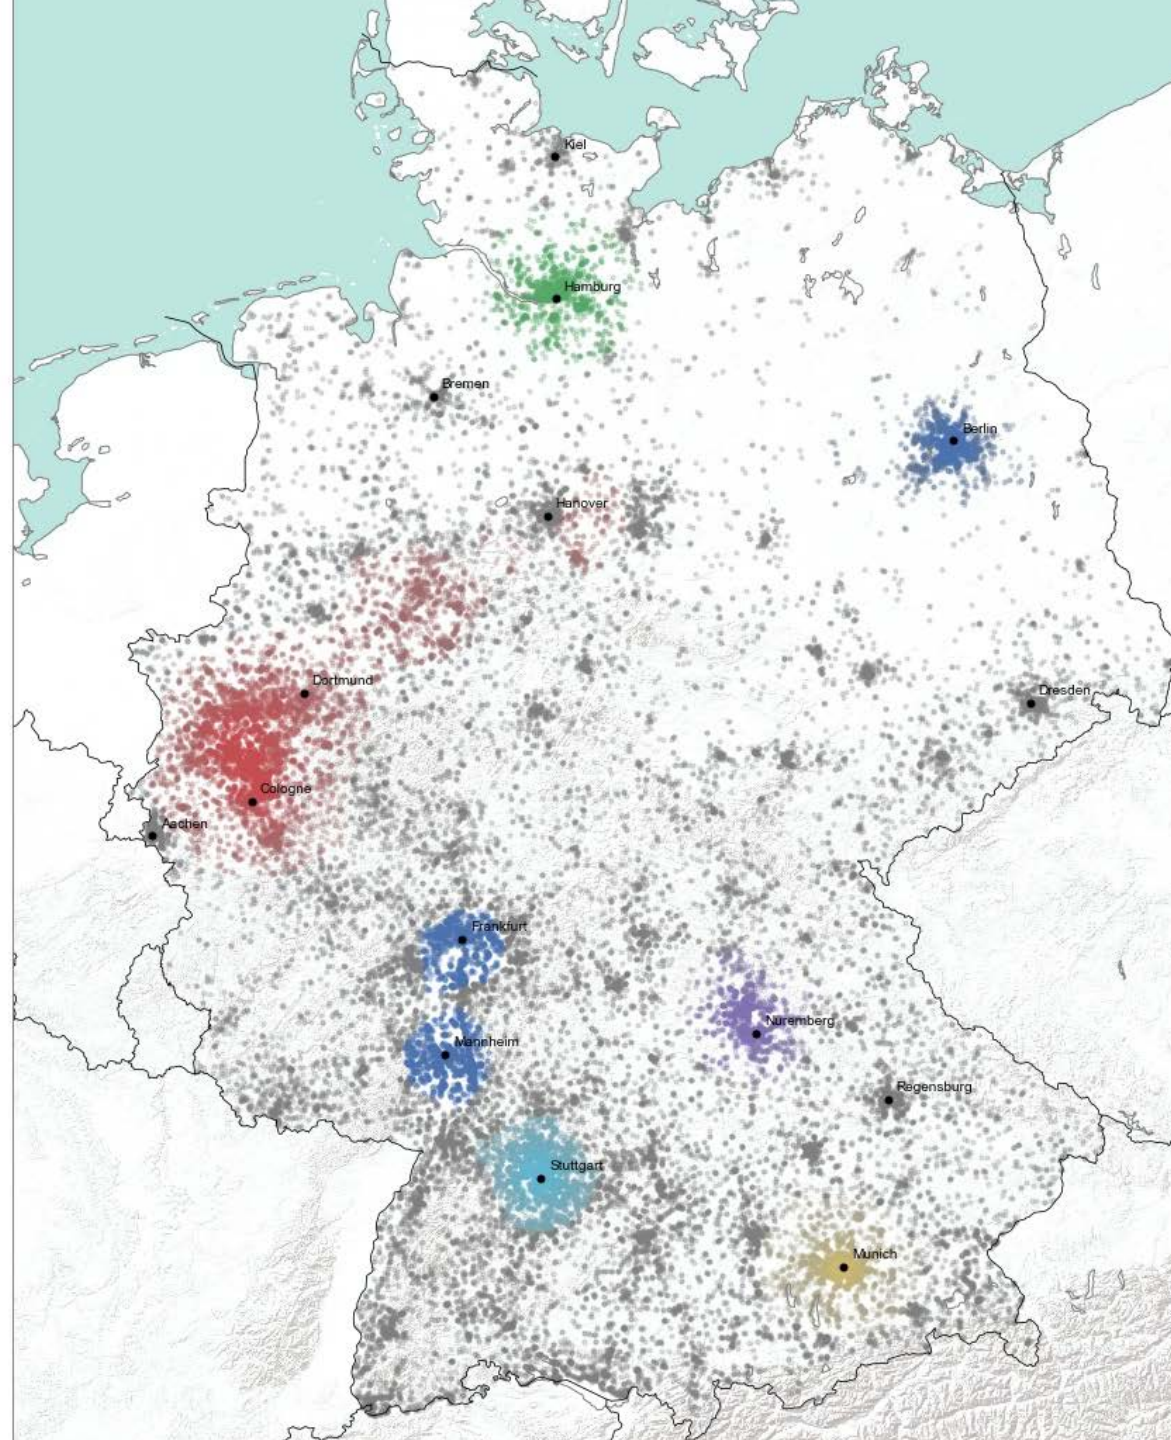 Kiel
Hamburg
Bremen
Berlin
Hanover
Dortmund
Dresden
Cologne
Aachen
Frankfurt
Nuremberg
Mannheim
Regensburg
Stuttgart
Munich